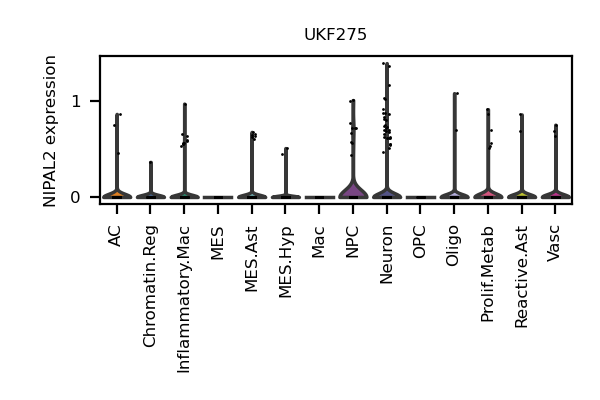 UKF275
NIPAL2 expression
1
0
AC
Chromatin.Reg
Inflammatory.Mac
MES
MES.Ast
MES.Hyp
Mac
NPC
Neuron
OPC
Oligo
Prolif.Metab
Reactive.Ast
Vasc